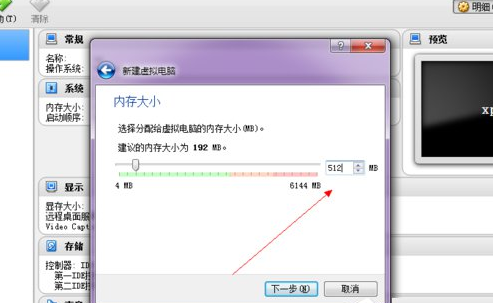 清除
明细
常规
预览
名称:
操作系统:
系统
内存大小:
启动顺序:
显示
显存大小:
远程桌面服
Video Capt
存储
控制器: ID
第一IDE控
第二IDE控
新建虚拟电脑
内存大小
选择分配给虚拟电脑的内存大小(MB)。
建议的内存大小为 192 MB。
512 MB
4 MB 6144 MB
下一步(N) 取消
xp